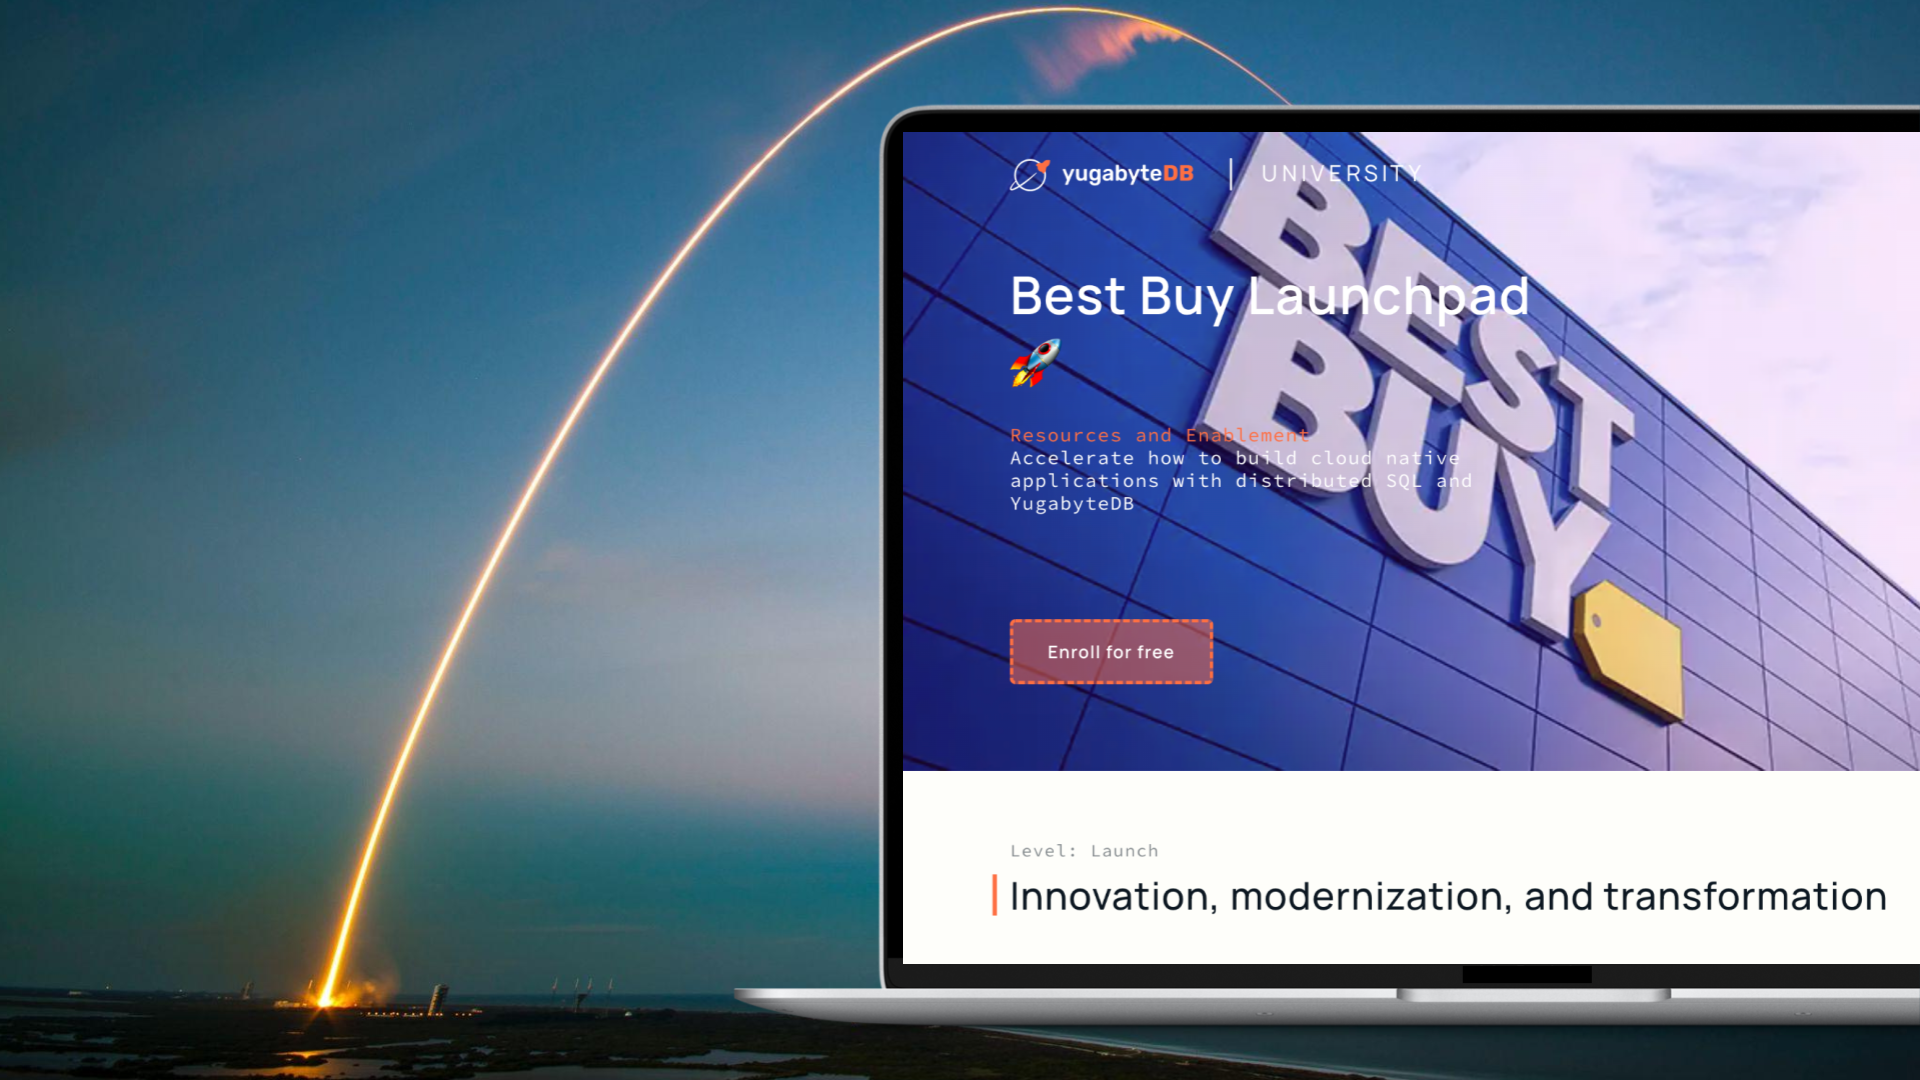 yugabyteDB | UNIVERSITY
BEST
BUY
Best Buy Launchpad
Resources and Enablement
Accelerate how to build cloud native
applications with distributed SQL and
YugabyteDB
Enroll for free
Level: Launch
Innovation, modernization, and transformation